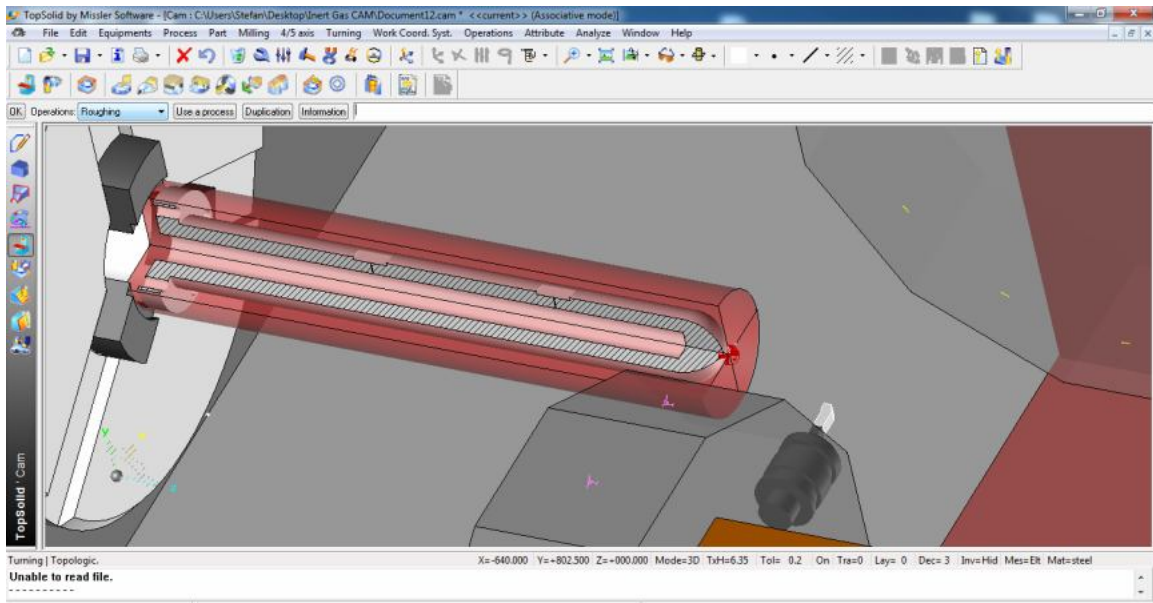 TopSolid by Missler Software - [Cam : C:\Users\Stefan\Desktop\Inert Gas CAM\Document12.cam * <<current>> (Associative mode)]
File Edit Equipments Process Part Milling 4/5 axis Turning Work Coord. Syst. Operations Attribute Analyze Window Help
OK Operations: Roughing Use a process Duplication Information
TopSolid'Cam
Turning | Topologic. X=-640.000 Y=+802.500 Z=+000.000 Mode=3D TxH=6.35 Tol= 0.2 On Tra=0 Lay= 0 Dec= 3 Inv=Hid Mes=Elt Mat=steel
Unable to read file.
----------